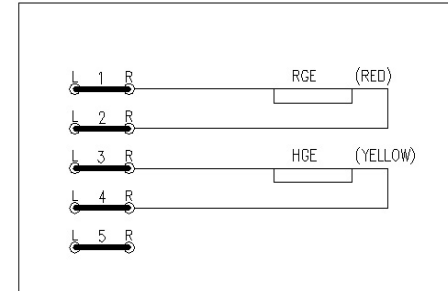 L 1 R RGE (RED)
L 2 R
L 3 R HGE (YELLOW)
L 4 R
L 5 R